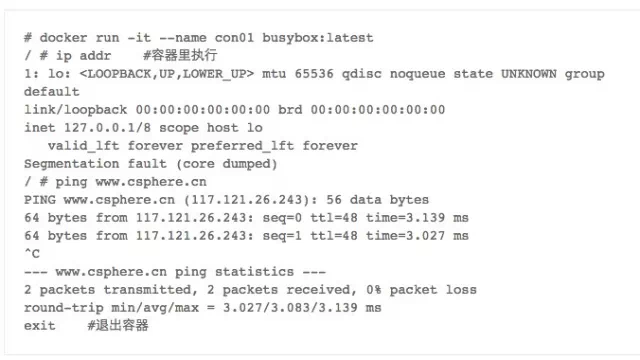 # docker run -it --name con01 busybox:latest
/ # ip addr    #容器里执行
1: lo: <LOOPBACK,UP,LOWER_UP> mtu 65536 qdisc noqueue state UNKNOWN group
default
link/loopback 00:00:00:00:00:00 brd 00:00:00:00:00:00
inet 127.0.0.1/8 scope host lo
   valid_lft forever preferred_lft forever
Segmentation fault (core dumped)
/ # ping www.csphere.cn
PING www.csphere.cn (117.121.26.243): 56 data bytes
64 bytes from 117.121.26.243: seq=0 ttl=48 time=3.139 ms
64 bytes from 117.121.26.243: seq=1 ttl=48 time=3.027 ms
^C
--- www.csphere.cn ping statistics ---
2 packets transmitted, 2 packets received, 0% packet loss
round-trip min/avg/max = 3.027/3.083/3.139 ms
exit    #退出容器